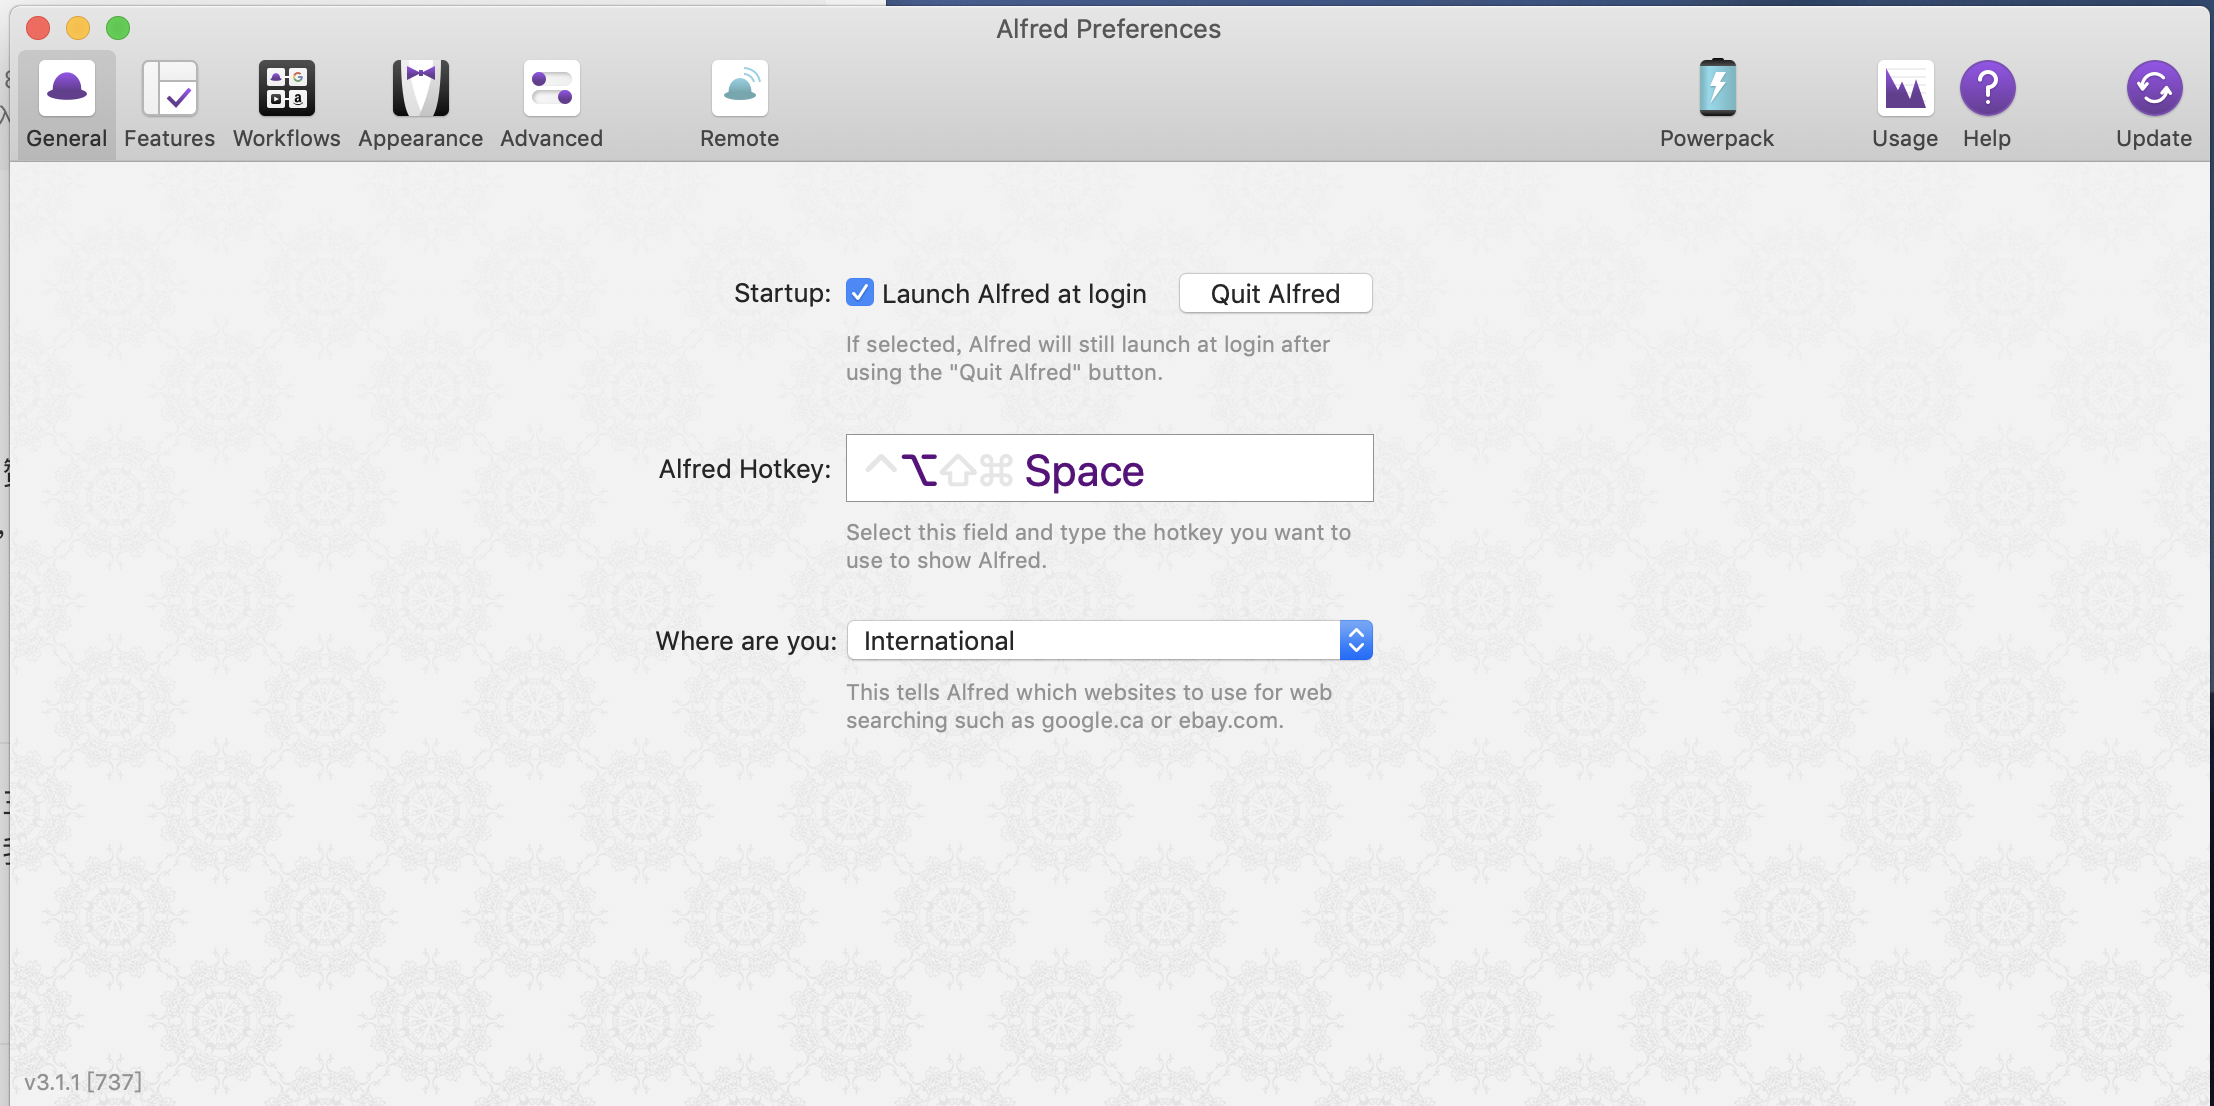 Alfred Preferences
General
Features
Workflows
Appearance
Advanced
Remote
Powerpack
Usage
Help
Update
Startup:
Launch Alfred at login
Quit Alfred
If selected, Alfred will still launch at login after
using the "Quit Alfred" button.
Alfred Hotkey:
^⌥⇧⌘ Space
Select this field and type the hotkey you want to
use to show Alfred.
Where are you:
International
This tells Alfred which websites to use for web
searching such as google.ca or ebay.com.
v3.1.1 [737]